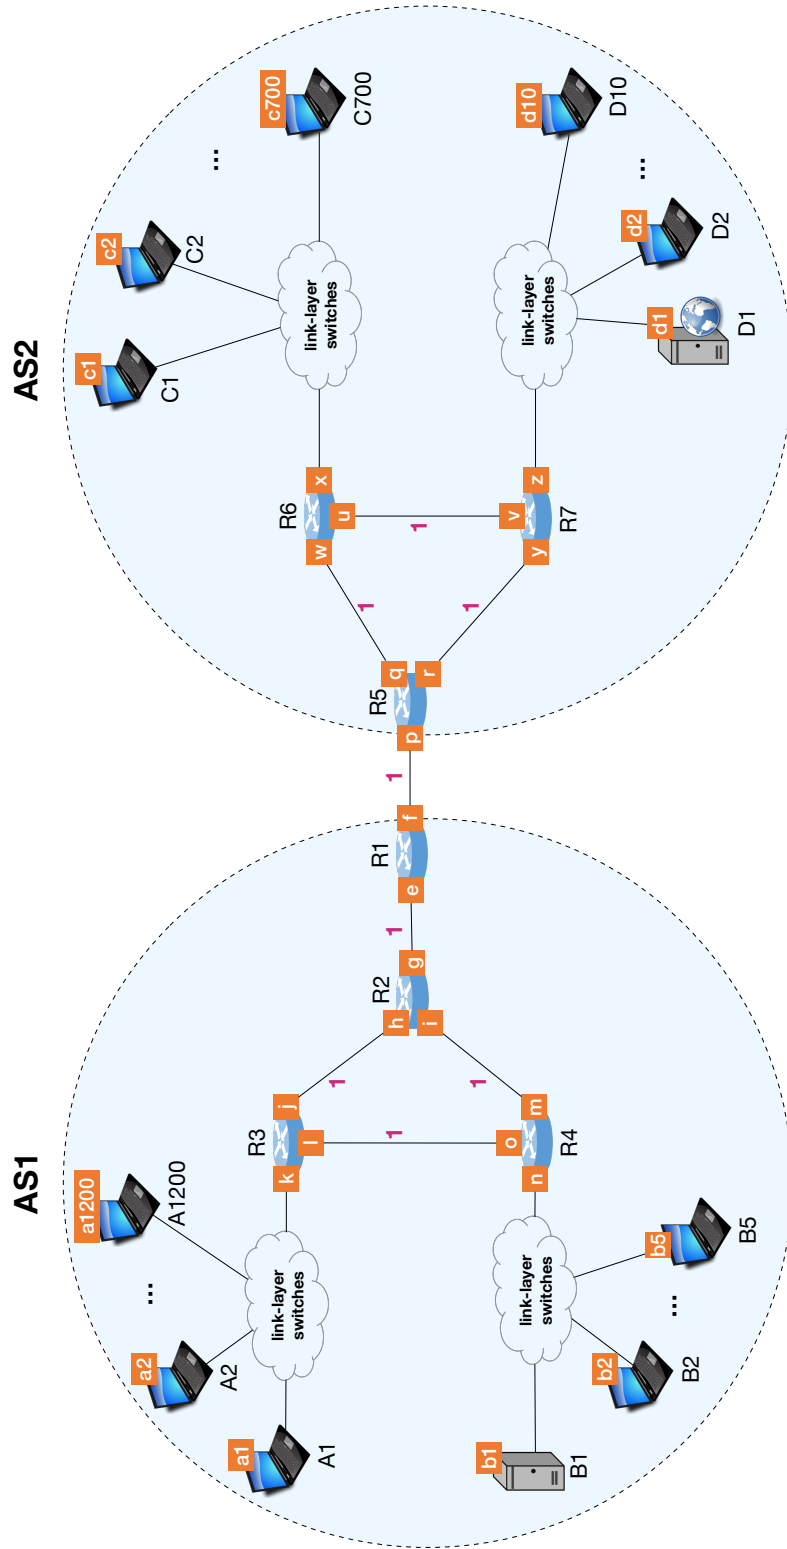 AS1
AS2
a1
A1
a2
A2
...
a1200
A1200
link-layer
switches
k
R3
j
l
1
1
b1
B1
b2
B2
...
b5
B5
link-layer
switches
n
R4
m
o
1
h
R2
i
g
1
e
R1
f
1
p
R5
q
r
1
1
w
R6
x
u
1
v
y
R7
z
link-layer
switches
c1
C1
c2
C2
...
c700
C700
link-layer
switches
d1
D1
d2
D2
...
d10
D10